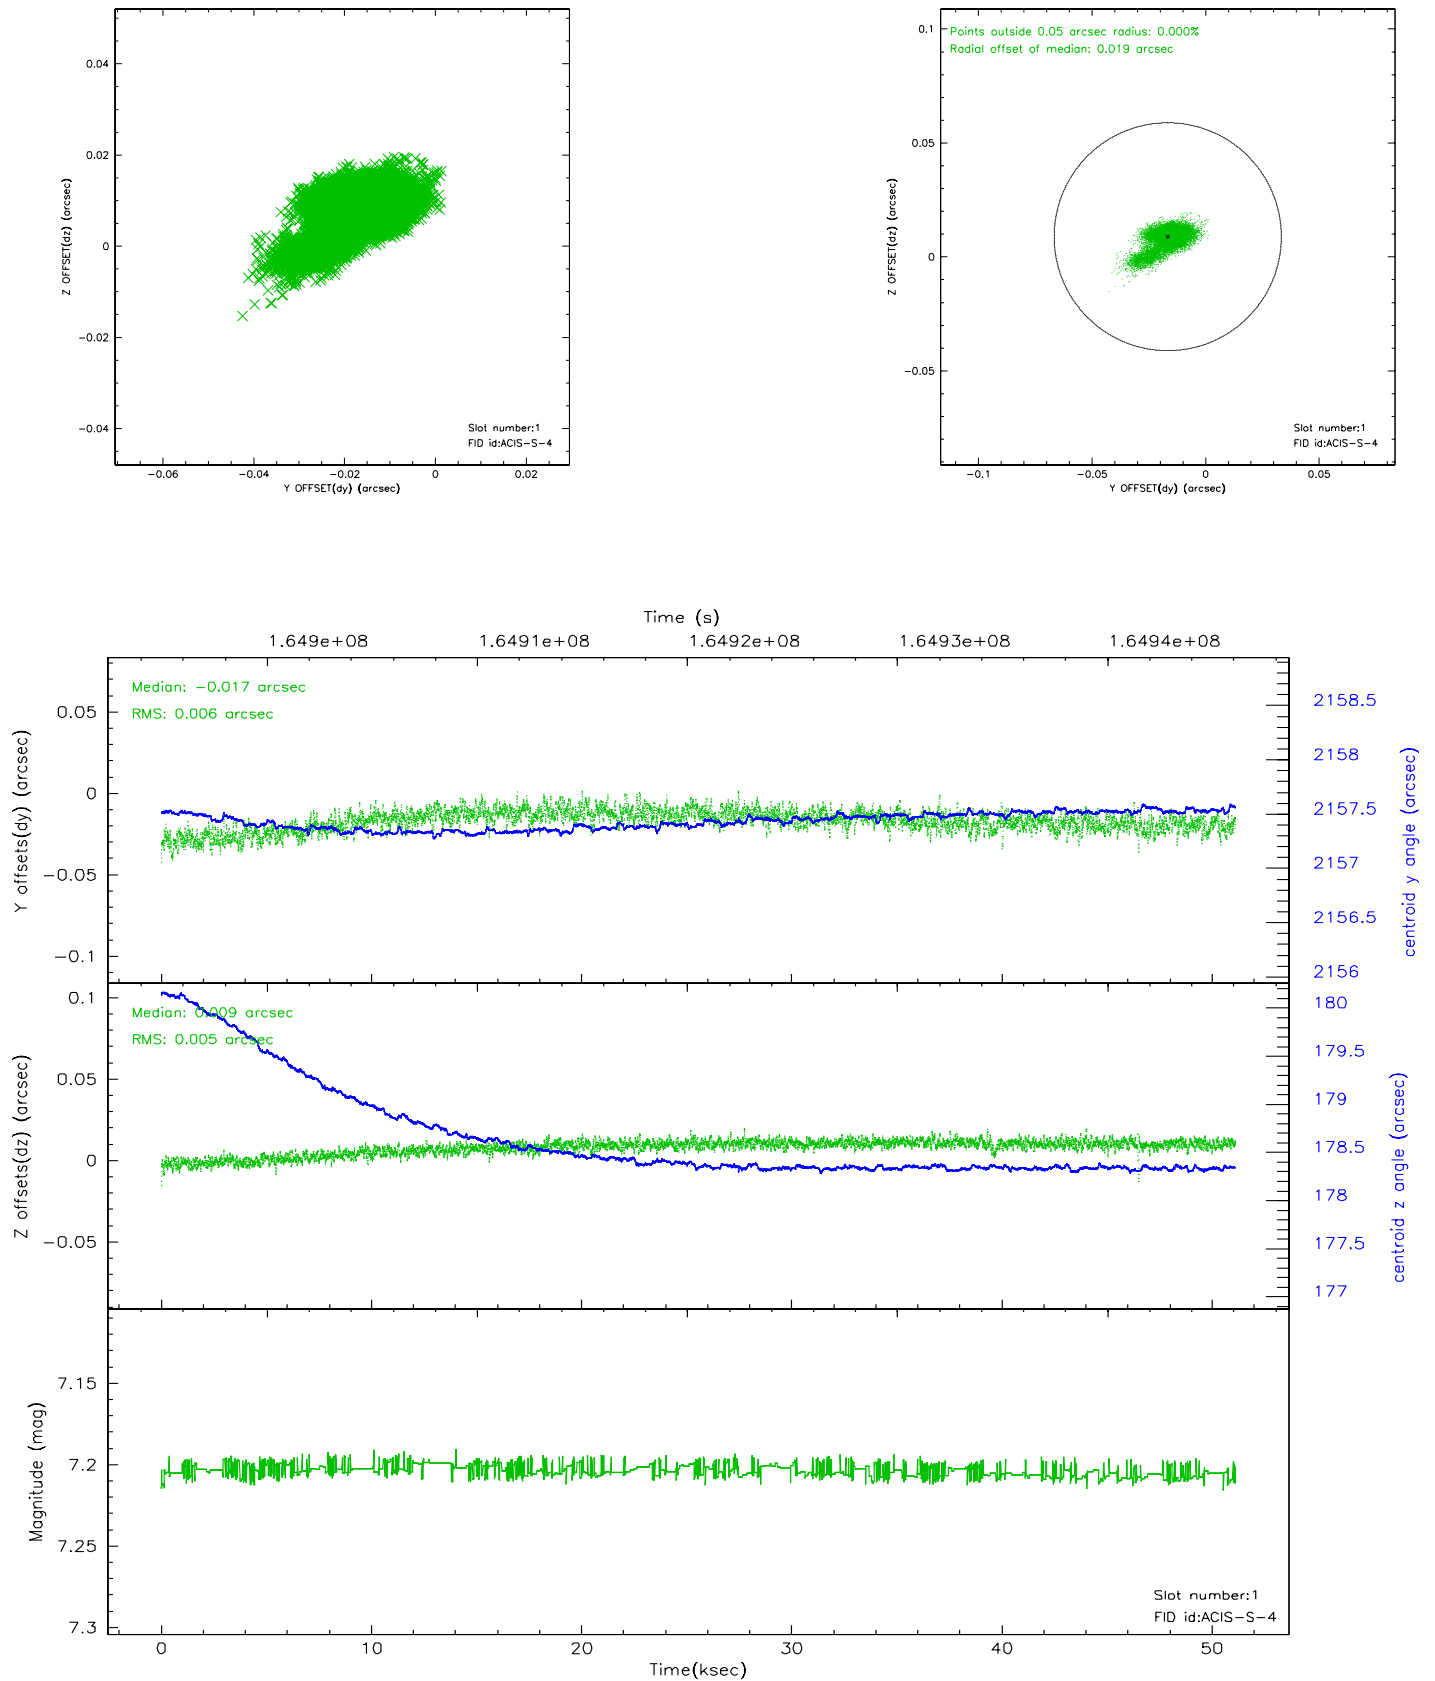 0.04
0.02
0
−0.02
−0.04
Z OFFSET(dz) (arcsec)
Slot number:1
FID id:ACIS−S−4
−0.06
−0.04
−0.02
0
0.02
Y OFFSET(dy) (arcsec)
Points outside 0.05 arcsec radius: 0.000%
Radial offset of median: 0.019 arcsec
0.1
0.05
0
−0.05
Z OFFSET(dz) (arcsec)
Slot number:1
FID id:ACIS−S−4
−0.1
−0.05
0
0.05
Y OFFSET(dy) (arcsec)
Time (s)
1.649e+08
1.6491e+08
1.6492e+08
1.6493e+08
1.6494e+08
Median: −0.017 arcsec
RMS: 0.006 arcsec
0.05
0
−0.05
−0.1
Y offsets(dy) (arcsec)
2158.5
2158
2157.5
2157
2156.5
2156
centroid y angle (arcsec)
Median: 0.009 arcsec
RMS: 0.005 arcsec
0.1
0.05
0
−0.05
Z offsets(dz) (arcsec)
180
179.5
179
178.5
178
177.5
177
centroid z angle (arcsec)
7.15
7.2
7.25
7.3
Magnitude (mag)
Slot number:1
FID id:ACIS−S−4
0
10
20
30
40
50
Time(ksec)